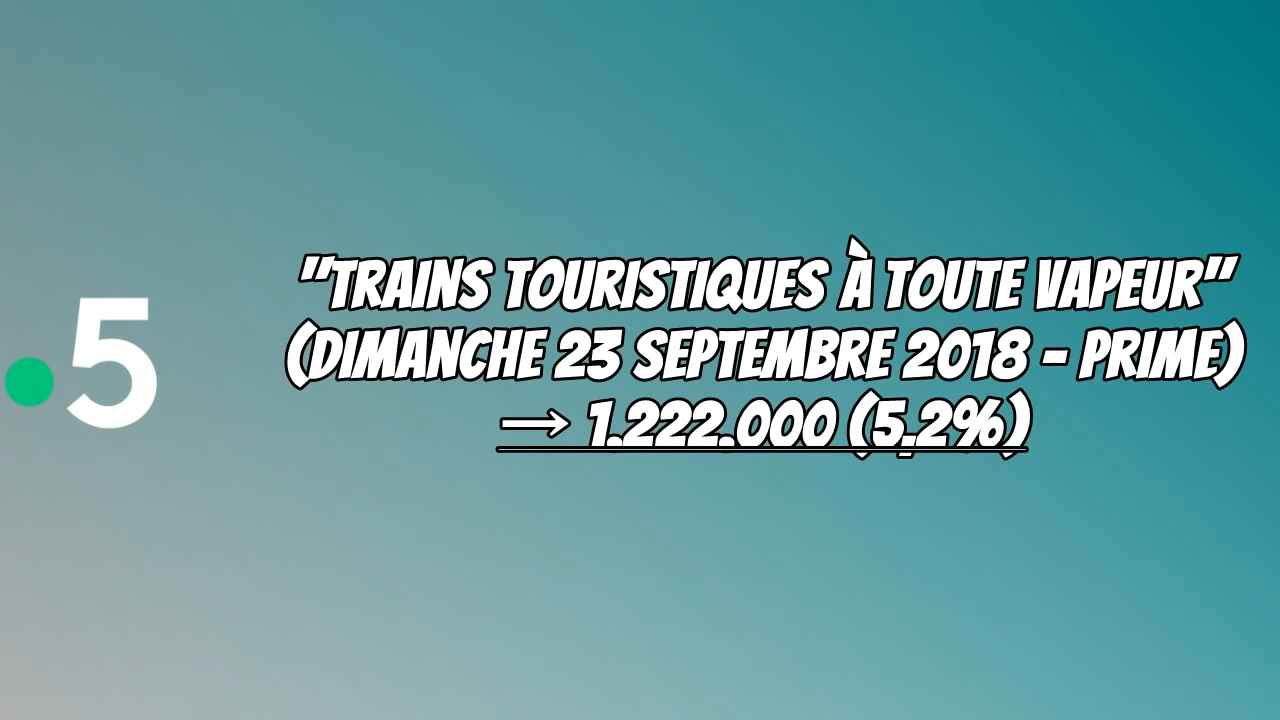 5
"TRAINS TOURISTIQUES À TOUTE VAPEUR"
(DIMANCHE 23 SEPTEMBRE 2018 - PRIME)
→ 1.222.000 (5,2%)